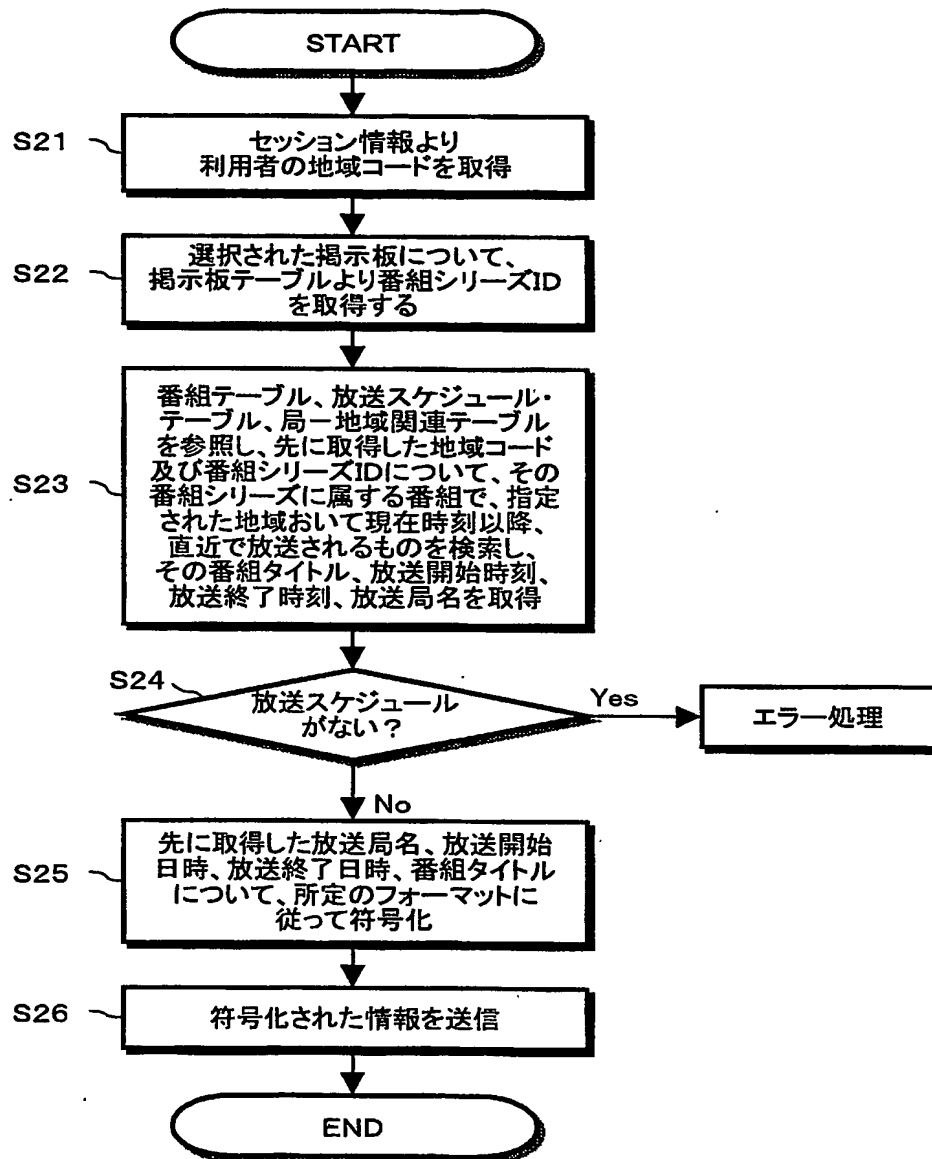 START
S21
セッション情報より
利用者の地域コードを取得
S22
選択された掲示板について、
掲示板テーブルより番組シリーズID
を取得する
S23
番組テーブル、放送スケジュール・
テーブル、局－地域関連テーブル
を参照し、先に取得した地域コード
及び番組シリーズIDについて、その
番組シリーズに属する番組で、指定
された地域おいて現在時刻以降、
直近で放送されるものを検索し、
その番組タイトル、放送開始時刻、
放送終了時刻、放送局名を取得
S24
放送スケジュール
がない?
Yes
エラー処理
No
S25
先に取得した放送局名、放送開始
日時、放送終了日時、番組タイトル
について、所定のフォーマットに
従って符号化
S26
符号化された情報を送信
END